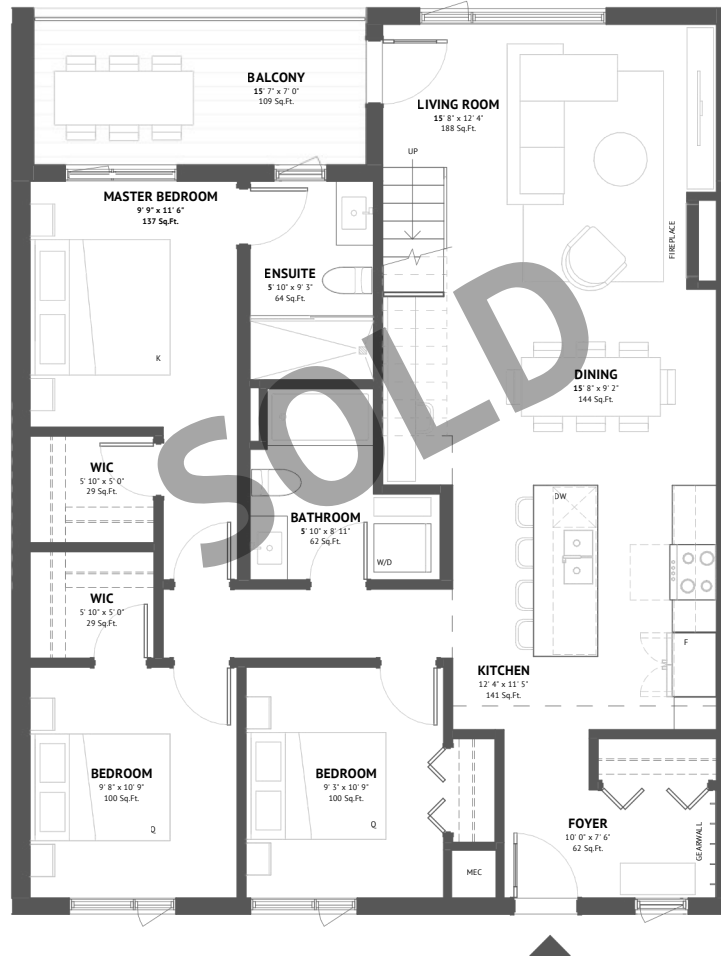 BALCONY
15' 7" x 7' 0"
109 Sq.Ft.
LIVING ROOM
15' 8" x 12' 4"
188 Sq.Ft.
UP
MASTER BEDROOM
9' 9" x 11' 6"
137 Sq.Ft.
K
ENSUITE
5' 10" x 9' 3"
64 Sq.Ft.
FIREPLACE
DINING
15' 8" x 9' 2"
144 Sq.Ft.
SOLD
WIC
5' 10" x 5' 0"
29 Sq.Ft.
BATHROOM
5' 10" x 8' 11"
62 Sq.Ft.
W/D
DW
WIC
5' 10" x 5' 0"
29 Sq.Ft.
F
KITCHEN
12' 4" x 11' 5"
141 Sq.Ft.
BEDROOM
9' 8" x 10' 9"
100 Sq.Ft.
Q
BEDROOM
9' 3" x 10' 9"
100 Sq.Ft.
Q
MEC
FOYER
10' 0" x 7' 6"
62 Sq.Ft.
GEARWALL